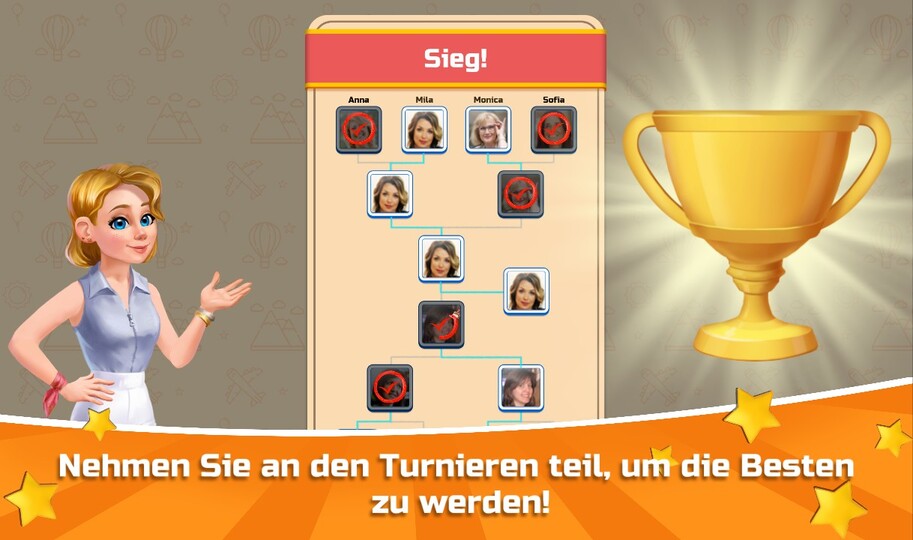 Sieg!
Anna Mila Monica Sofia
Nehmen Sie an den Turnieren teil, um die Besten
zu werden!